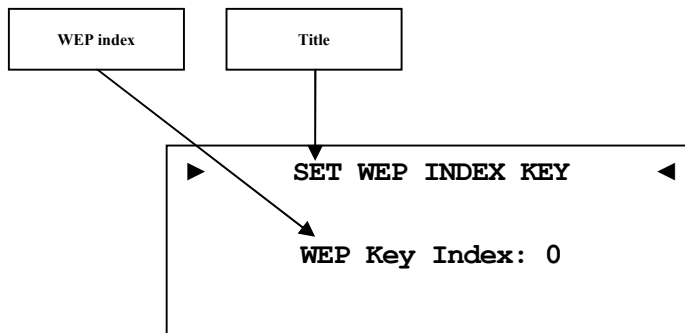 WEP index
Title
► SET WEP INDEX KEY ◄
WEP Key Index: 0